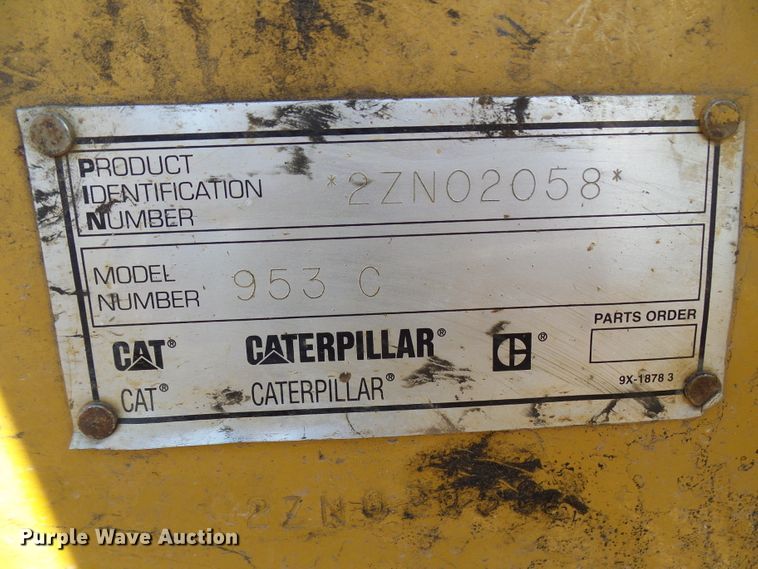 PRODUCT
IDENTIFICATION
NUMBER
*2ZN02058*
MODEL
NUMBER
953 C
PARTS ORDER
CAT® CATERPILLAR® C®
CAT® CATERPILLAR®
9X-1878 3
Purple Wave Auction